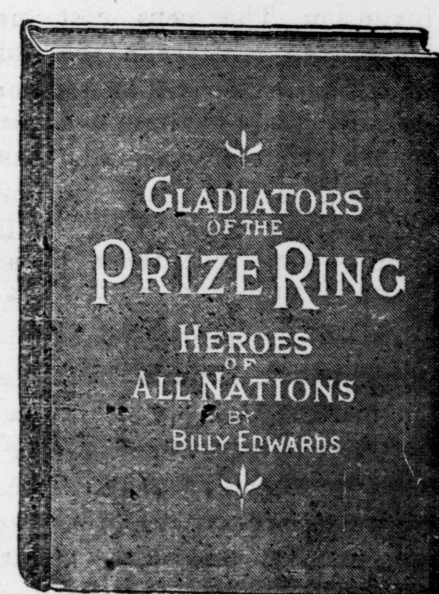 GLADIATORS
OF THE
PRIZE RING
HEROES
OF
ALL NATIONS
BY
BILLY EDWARDS